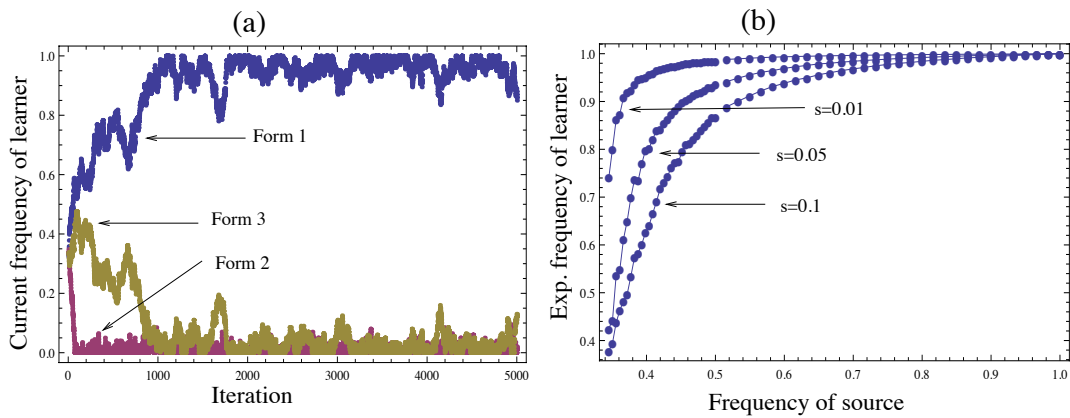 (a)
Current frequency of learner
1.0
0.8
0.6
0.4
0.2
0.0
Form 1
Form 3
Form 2
0
1000
2000
3000
4000
5000
Iteration
(b)
Exp. frequency of learner
1.0
0.9
0.8
0.7
0.6
0.5
0.4
s=0.01
s=0.05
s=0.1
0.4
0.5
0.6
0.7
0.8
0.9
1.0
Frequency of source